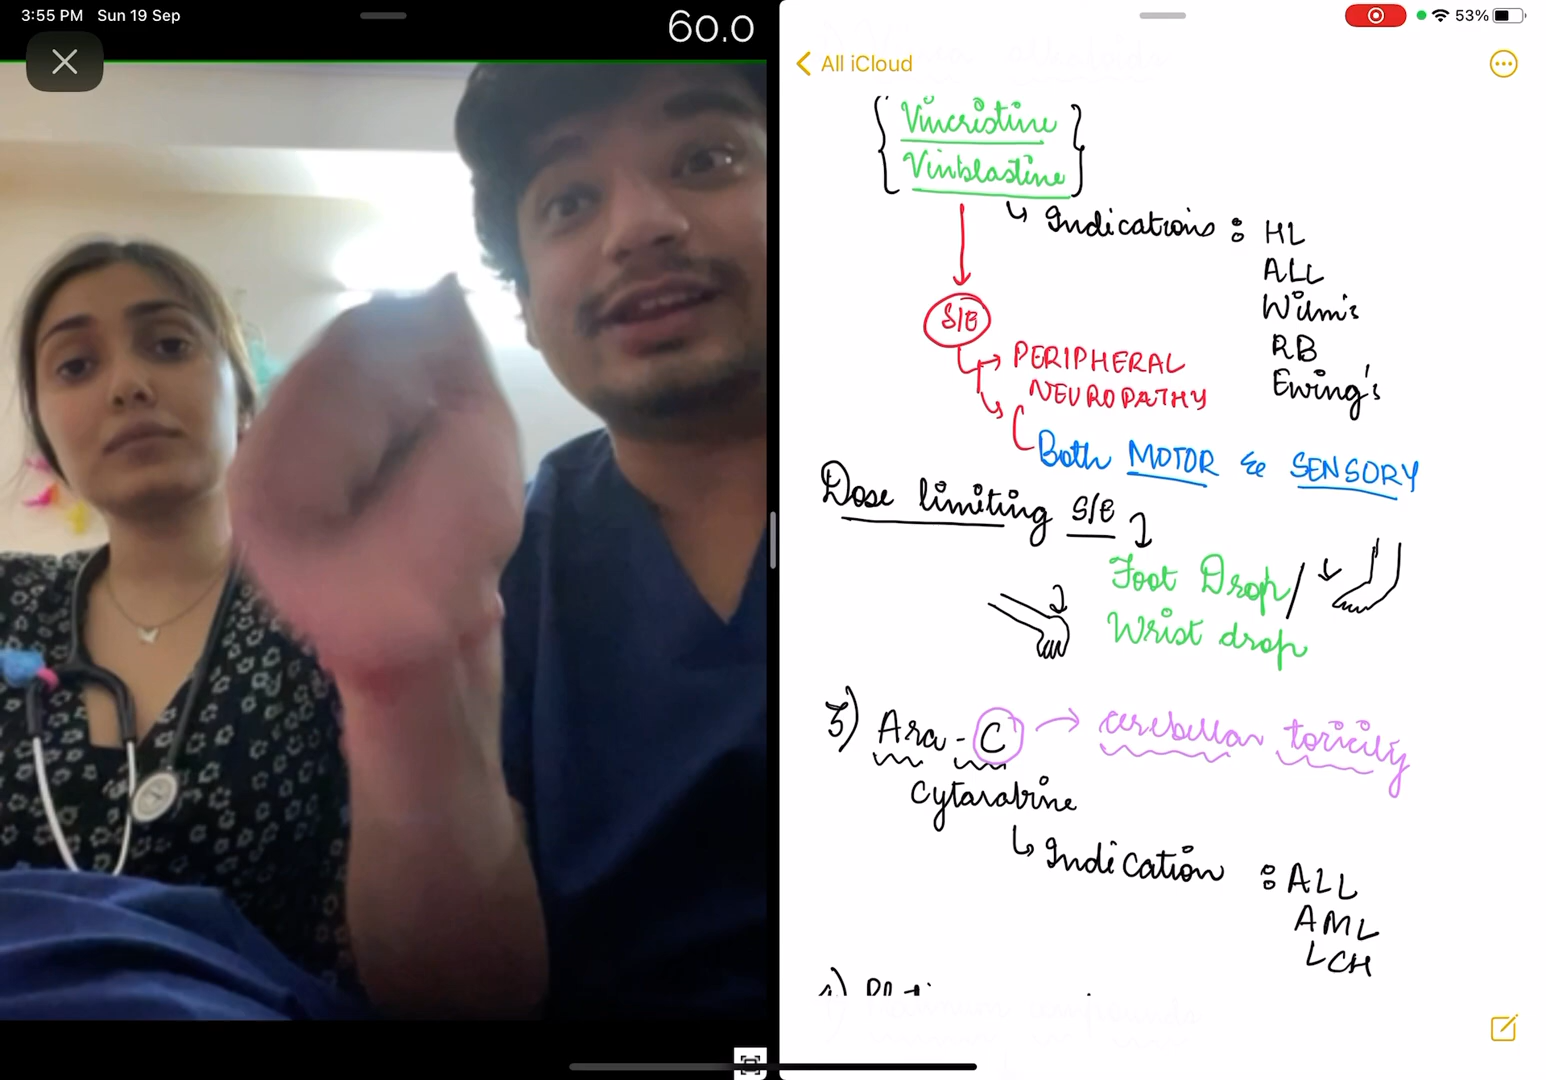 3:55 PM Sun 19 Sep
60.0
53%
All iCloud
Vincristine
Vinblastine
↳ Indications : HL
ALL
Wilm's
RB
Ewing's
S/E
PERIPHERAL
NEUROPATHY
Both MOTOR & SENSORY
Dose limiting S/E
Foot Drop/
Wrist drop
3) Ara-C → cerebellar toxicity
Cytarabine
↳ Indication : ALL
AML
LCH